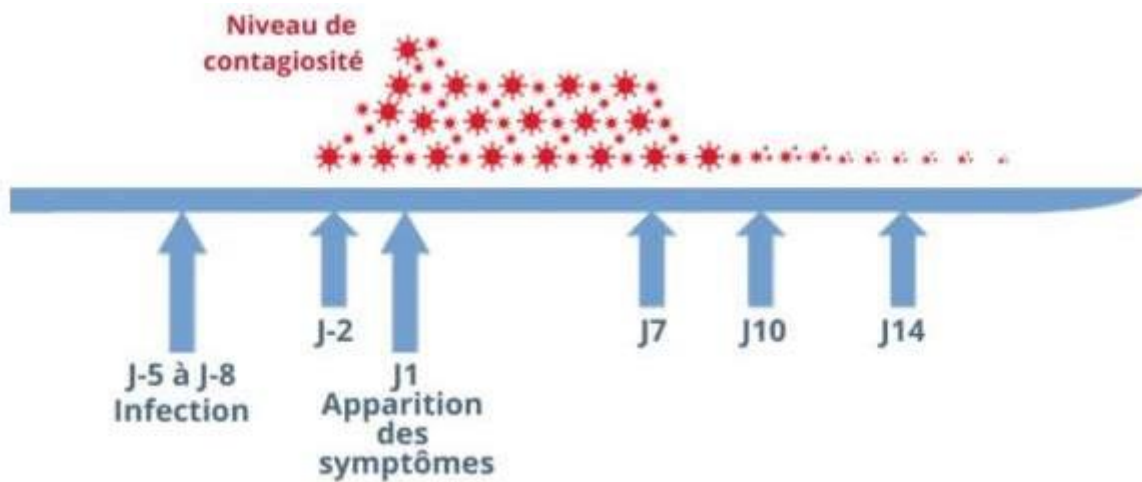 Niveau de
contagiosité
J-2
J7
J10
J14
J-5 à J-8
Infection
J1
Apparition
des
symptômes